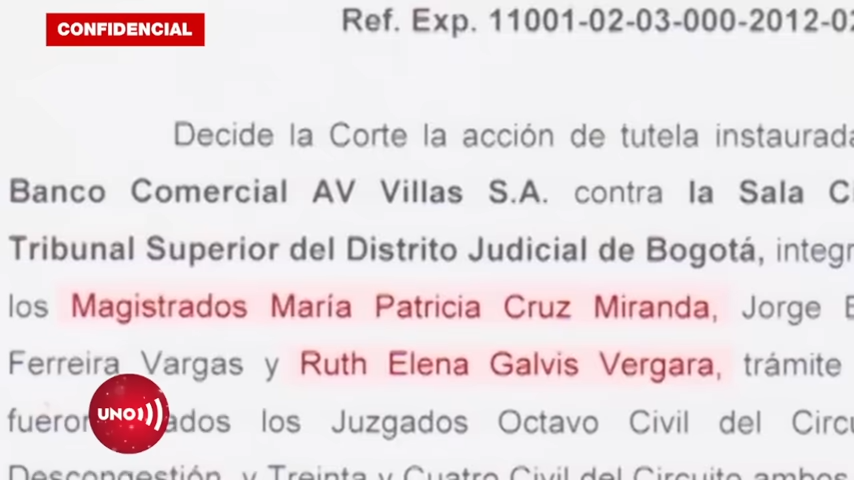 CONFIDENCIAL
Ref. Exp. 11001-02-03-000-2012-02
Decide la Corte la acción de tutela instaurada
Banco Comercial AV Villas S.A. contra la Sala
Tribunal Superior del Distrito Judicial de Bogotá,
los Magistrados María Patricia Cruz Miranda, Jorge
Ferreira Vargas y Ruth Elena Galvis Vergara, trámite
los Juzgados Octavo Civil del
Descongestión, y Treinta y Cuatro Civil del Circuito ambos
UNO